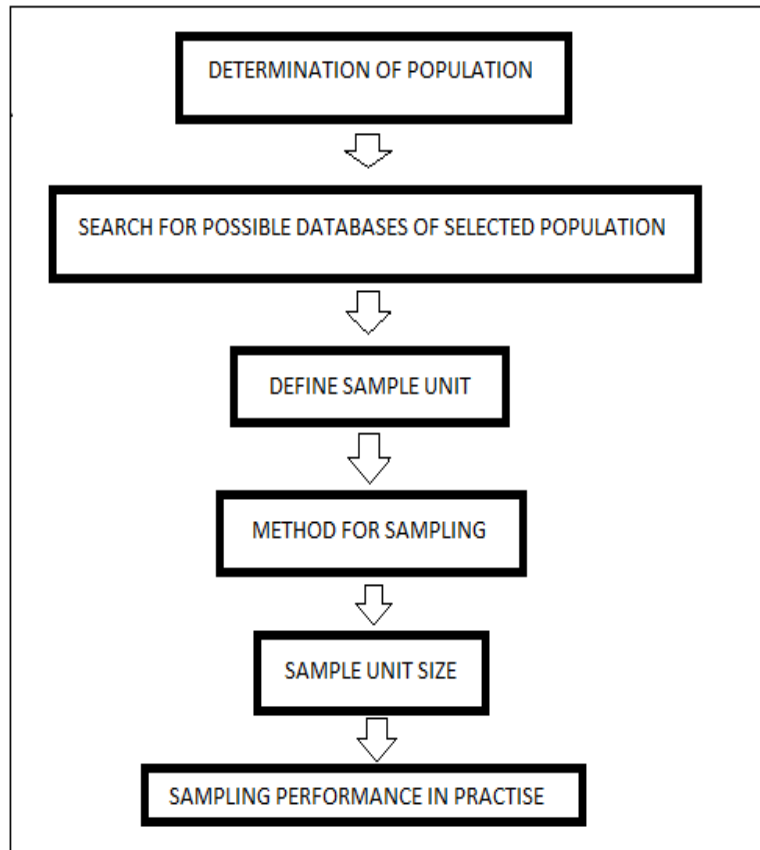 DETERMINATION OF POPULATION
SEARCH FOR POSSIBLE DATABASES OF SELECTED POPULATION
DEFINE SAMPLE UNIT
METHOD FOR SAMPLING
SAMPLE UNIT SIZE
SAMPLING PERFORMANCE IN PRACTISE